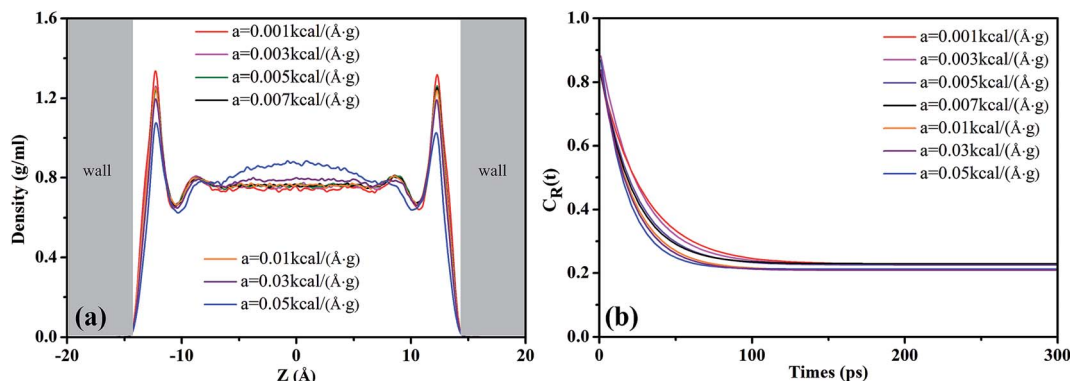 1.6
1.2
0.8
0.4
0.0
Density (g/ml)
a=0.001kcal/(Å·g)
a=0.003kcal/(Å·g)
a=0.005kcal/(Å·g)
a=0.007kcal/(Å·g)
wall
wall
a=0.01kcal/(Å·g)
a=0.03kcal/(Å·g)
a=0.05kcal/(Å·g)
(a)
-20
-10
0
10
20
Z (Å)
1.0
0.8
0.6
0.4
0.2
0.0
C_R(t)
a=0.001kcal/(Å·g)
a=0.003kcal/(Å·g)
a=0.005kcal/(Å·g)
a=0.007kcal/(Å·g)
a=0.01kcal/(Å·g)
a=0.03kcal/(Å·g)
a=0.05kcal/(Å·g)
(b)
0
100
200
300
Times (ps)